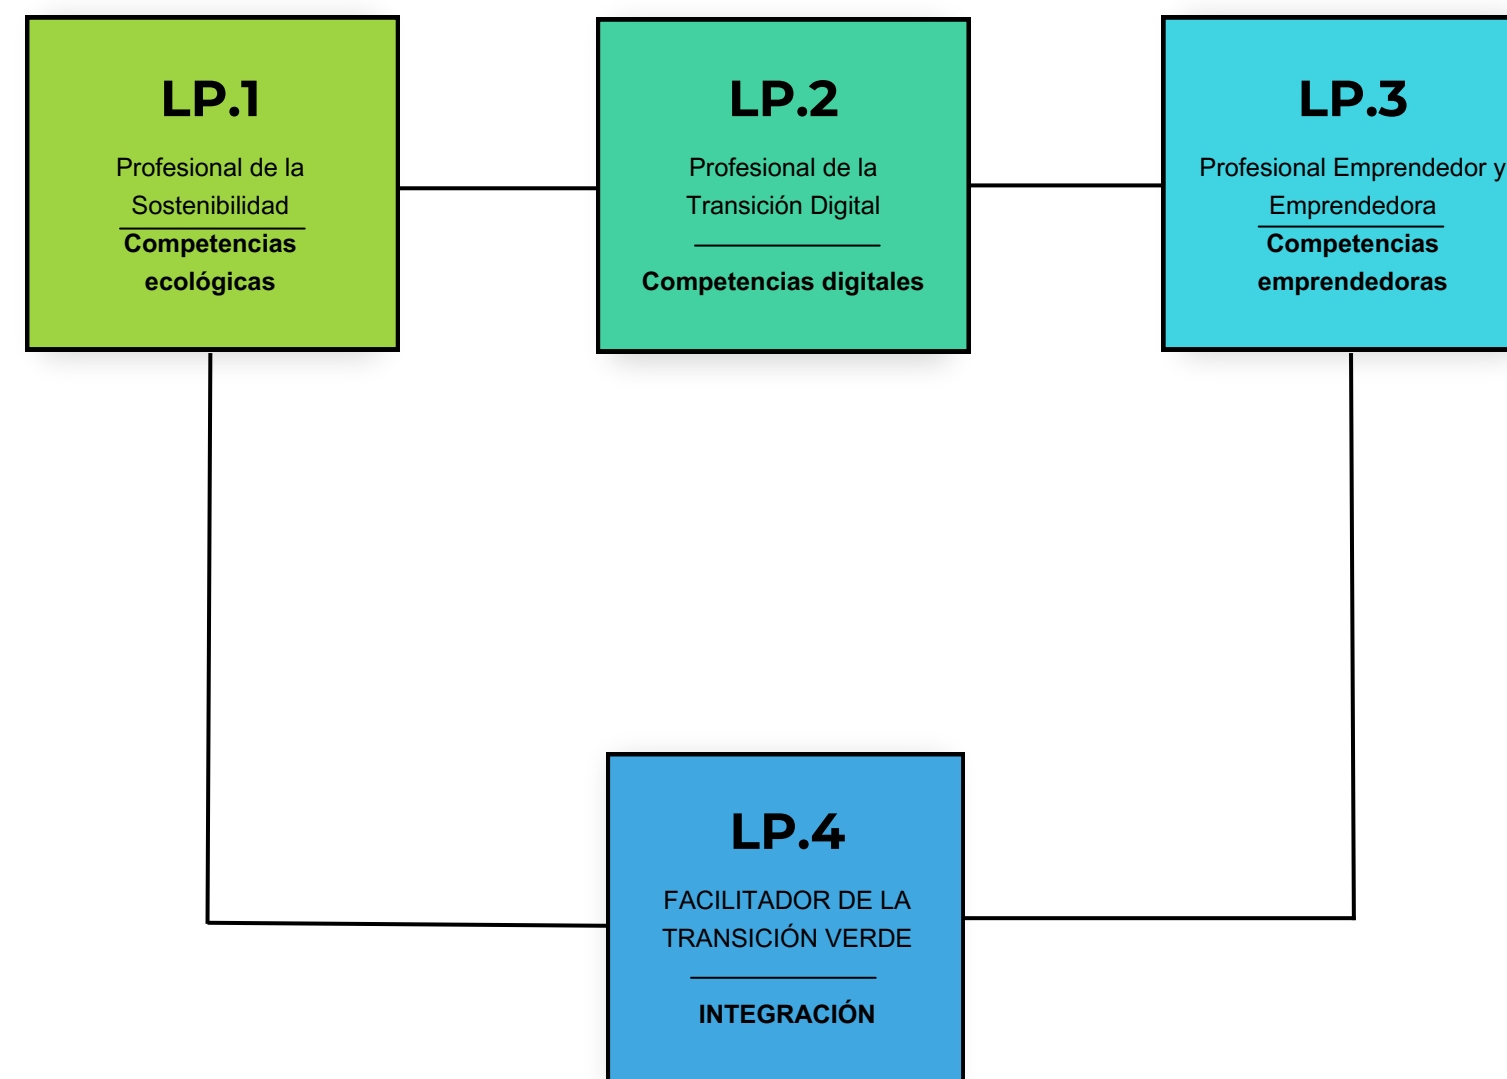 LP.1
Profesional de la
Sostenibilidad
Competencias
ecológicas
LP.2
Profesional de la
Transición Digital
Competencias digitales
LP.3
Profesional Emprendedor y
Emprendedora
Competencias
emprendedoras
LP.4
FACILITADOR DE LA
TRANSICIÓN VERDE
INTEGRACIÓN